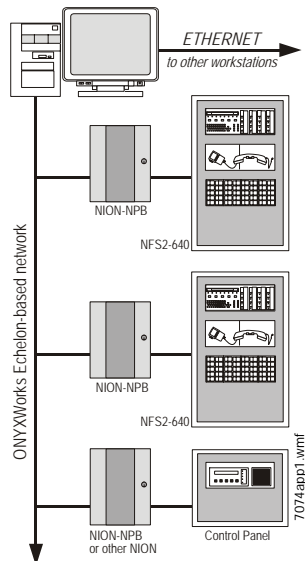 ETHERNET
to other workstations
NION-NPB
NFS2-640
ONYXWorks Echelon-based network
NION-NPB
NFS2-640
NION-NPB
or other NION
Control Panel
7074app1.wmf